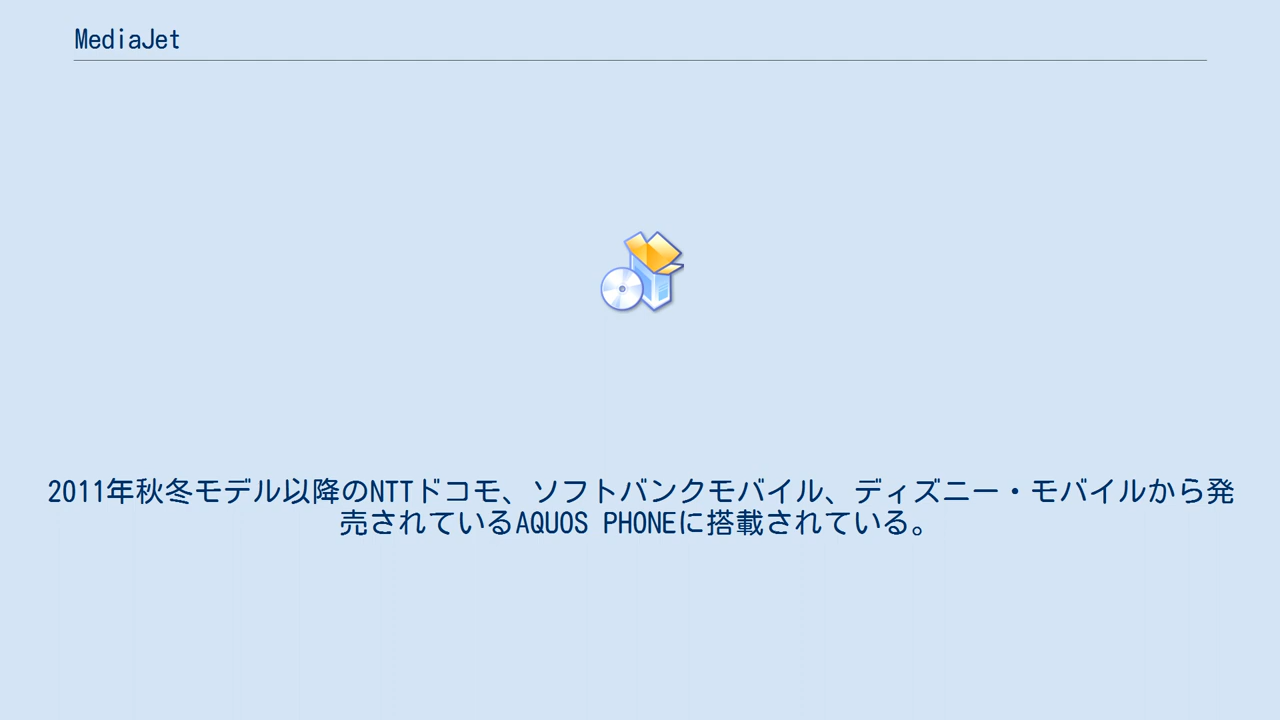 MediaJet
2011年秋冬モデル以降のNTTドコモ、ソフトバンクモバイル、ディズニー・モバイルから発
売されているAQUOS PHONEに搭載されている。